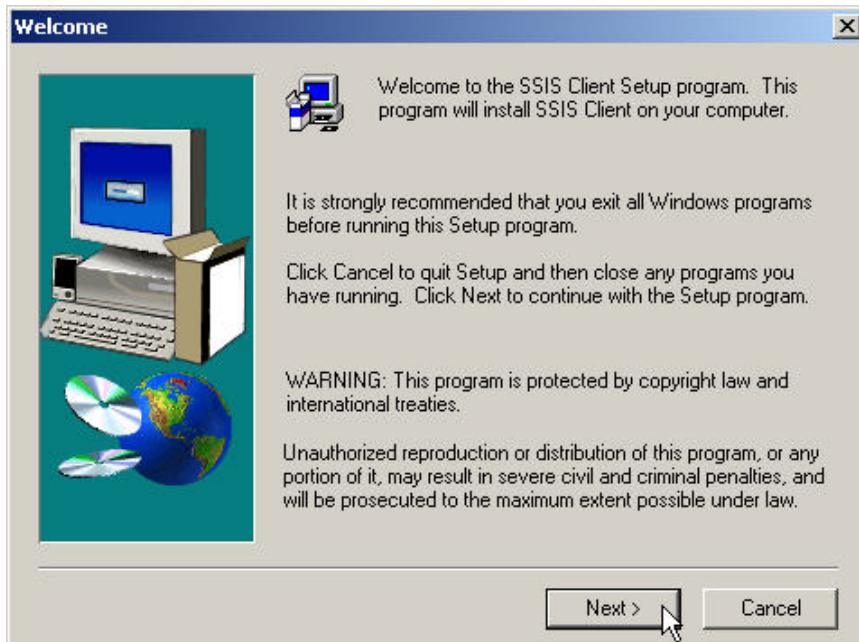 Welcome
Welcome to the SSIS Client Setup program.  This
program will install SSIS Client on your computer.
It is strongly recommended that you exit all Windows programs
before running this Setup program.
Click Cancel to quit Setup and then close any programs you
have running.  Click Next to continue with the Setup program.
WARNING: This program is protected by copyright law and
international treaties.
Unauthorized reproduction or distribution of this program, or any
portion of it, may result in severe civil and criminal penalties, and
will be prosecuted to the maximum extent possible under law.
Next >
Cancel